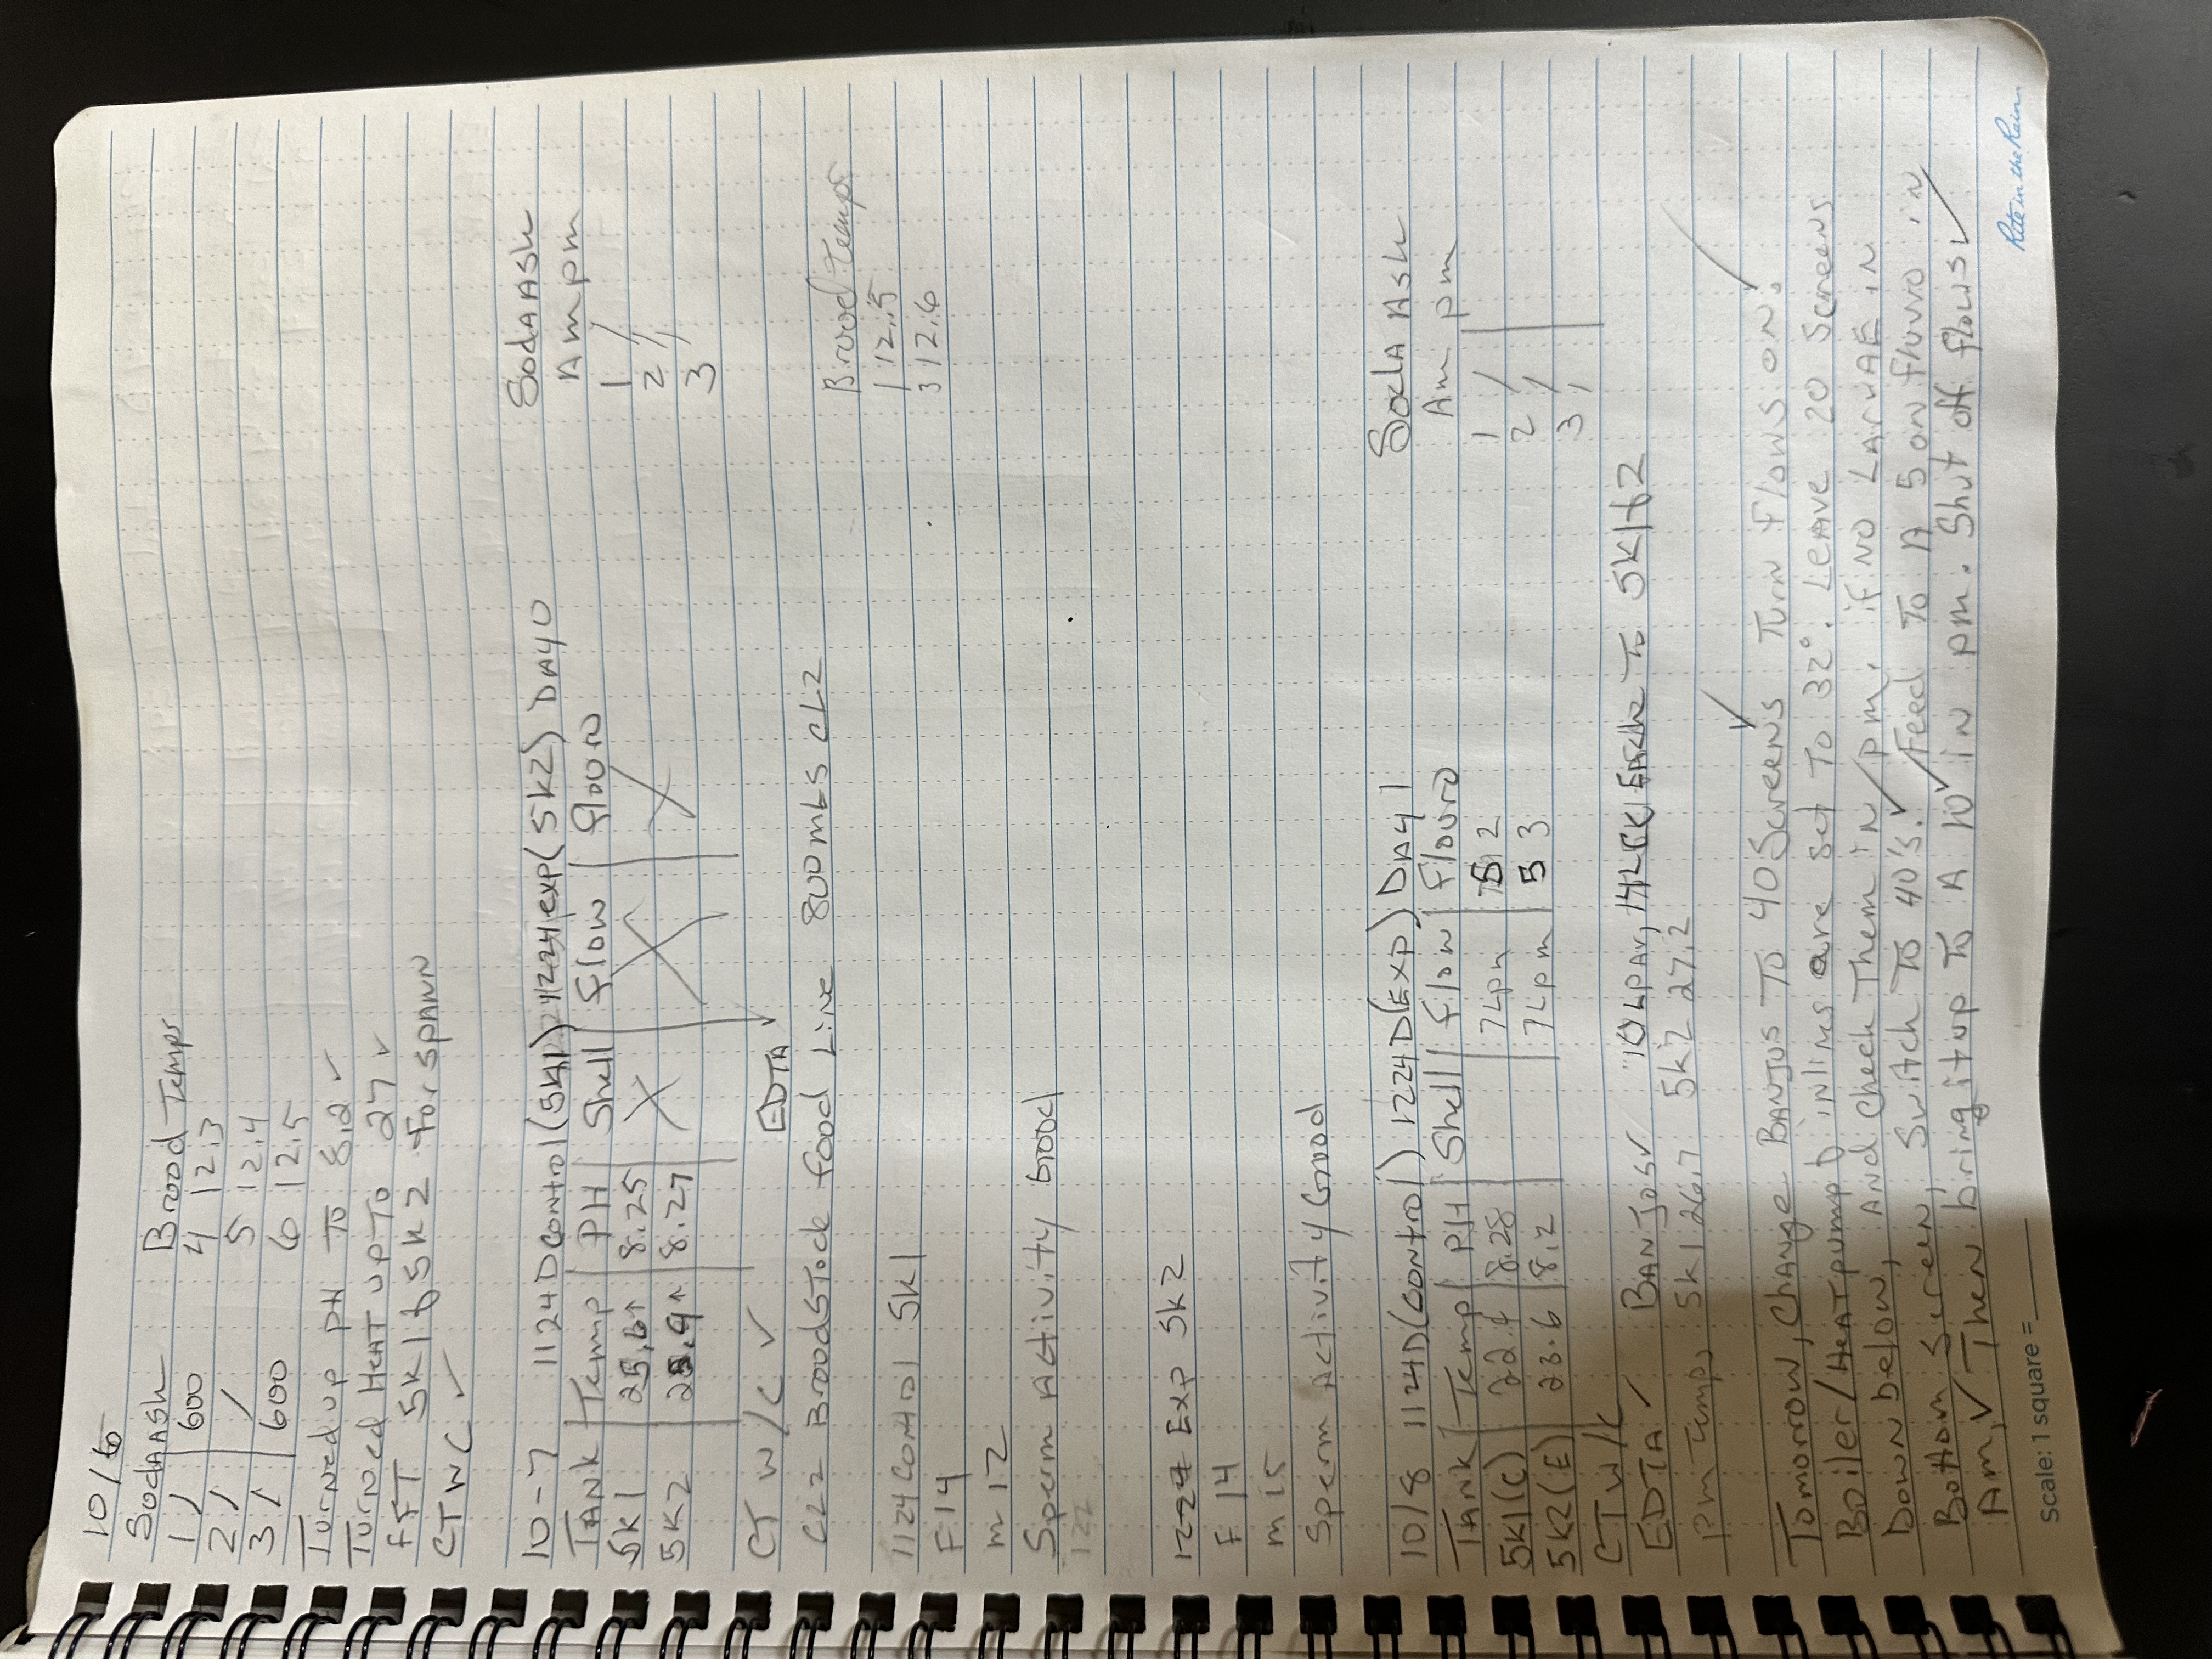 10/6
Soda Ash Brood Temps
1 / 600 4 12.3
2 / / 5 12.4
3 / 600 6 12.5
Turned up pH To 8.2 ✓
Turned HEAT UP TO 27 ✓
FFT 5K1 & 5K2 For SPAWN
CTWC ✓
10-7 1124D Control (5K1) 1224 exp (5K2) DAY 0 Soda Ash
TANK Temp PH Shell Flow flouro Am pm
5K1 25.6↑ 8.25 X X X 1 /
5K2 25.9↑ 8.27 2 /
3 /
CT W/C ✓ EDTA ✓
CL2 BroodStock food Line 800 mLS CL2
Brood Temps
1 12.5
3 12.6
1124 Control 5K1
F 14
m 12
Sperm Activity Good
122
1224 Exp 5K2
F 14
m 15
Sperm Activity Good
10/8 1124D (Control) 1224D (Exp) DAY 1 Soda Ash
TANK Temp PH Shell flow flouro Am pm
5K1 (C) 22.4 8.28 7Lpm 5 2 1 /
5K2 (E) 23.6 8.2 7Lpm 5 3 2 /
3 /
CTW/C
EDTA ✓ BANJOS ✓ 10 L PAV, 14L EACH To 5K1 & 2
pm Temps 5K1 26.7 5K2 27.2
Tomorrow, Change BANJOS To 40 Screens ✓ Turn flows on. ✓
Boiler/HEAT pump & inlines are set To 32°. LEAVE 20 Screens
Down below, And check Them in pm. ✓ if NO LARVAE in
Bottom Screen, Switch To 40's. ✓ Feed To A 5 on flouro in
Am, ✓ Then bring it up To A 10 ✓ in pm. Shut off flows ✓
Scale: 1 square =
Rite in the Rain